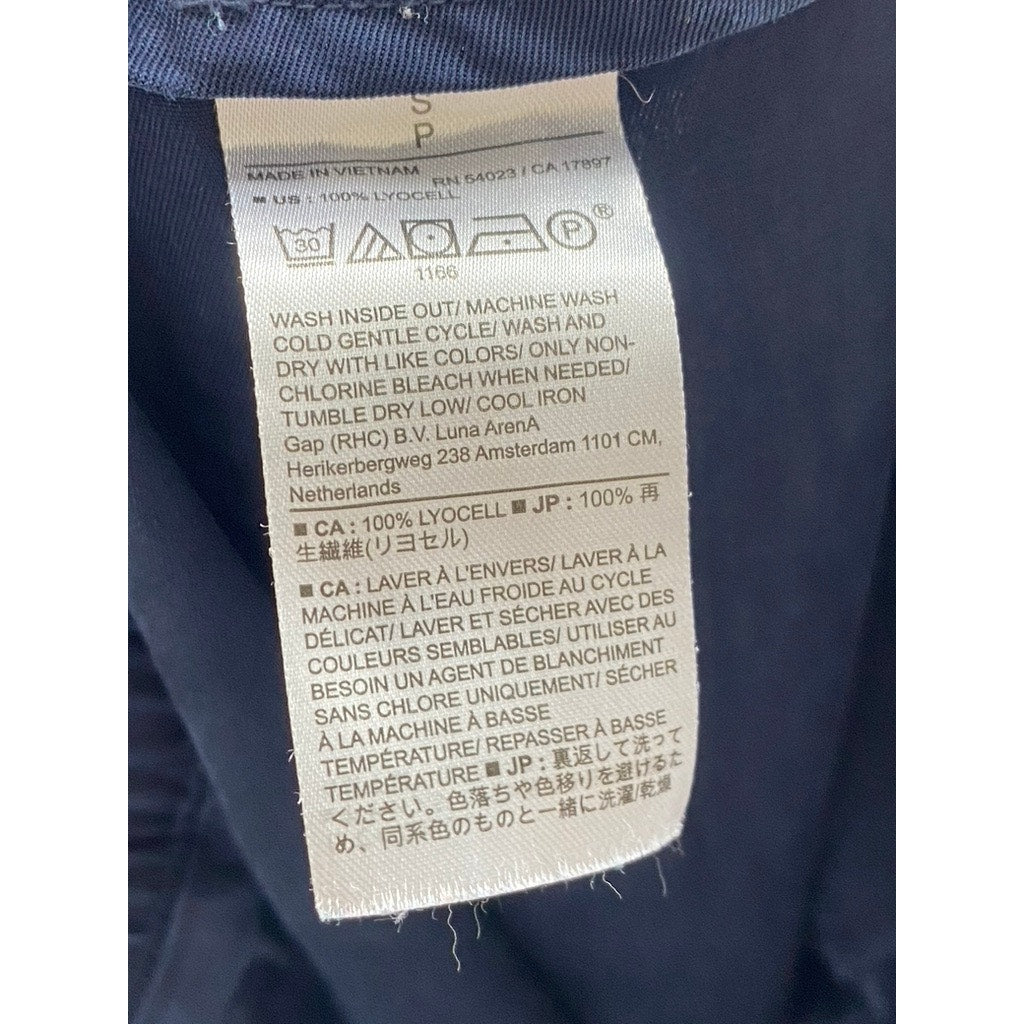 S
P
MADE IN VIETNAM RN 54023 / CA 17897
■ US : 100% LYOCELL
30 P®
1166
WASH INSIDE OUT/ MACHINE WASH
COLD GENTLE CYCLE/ WASH AND
DRY WITH LIKE COLORS/ ONLY NON-
CHLORINE BLEACH WHEN NEEDED/
TUMBLE DRY LOW/ COOL IRON
Gap (RHC) B.V. Luna ArenA
Herikerbergweg 238 Amsterdam 1101 CM,
Netherlands
■ CA : 100% LYOCELL ■ JP : 100% 再
生繊維(リヨセル)
■ CA : LAVER À L'ENVERS/ LAVER À LA
MACHINE À L'EAU FROIDE AU CYCLE
DÉLICAT/ LAVER ET SÉCHER AVEC DES
COULEURS SEMBLABLES/ UTILISER AU
BESOIN UN AGENT DE BLANCHIMENT
SANS CHLORE UNIQUEMENT/ SÉCHER
À LA MACHINE À BASSE
TEMPÉRATURE/ REPASSER À BASSE
TEMPÉRATURE ■ JP : 裏返して洗って
ください。色落ちや色移りを避けるた
め、同系色のものと一緒に洗濯/乾燥